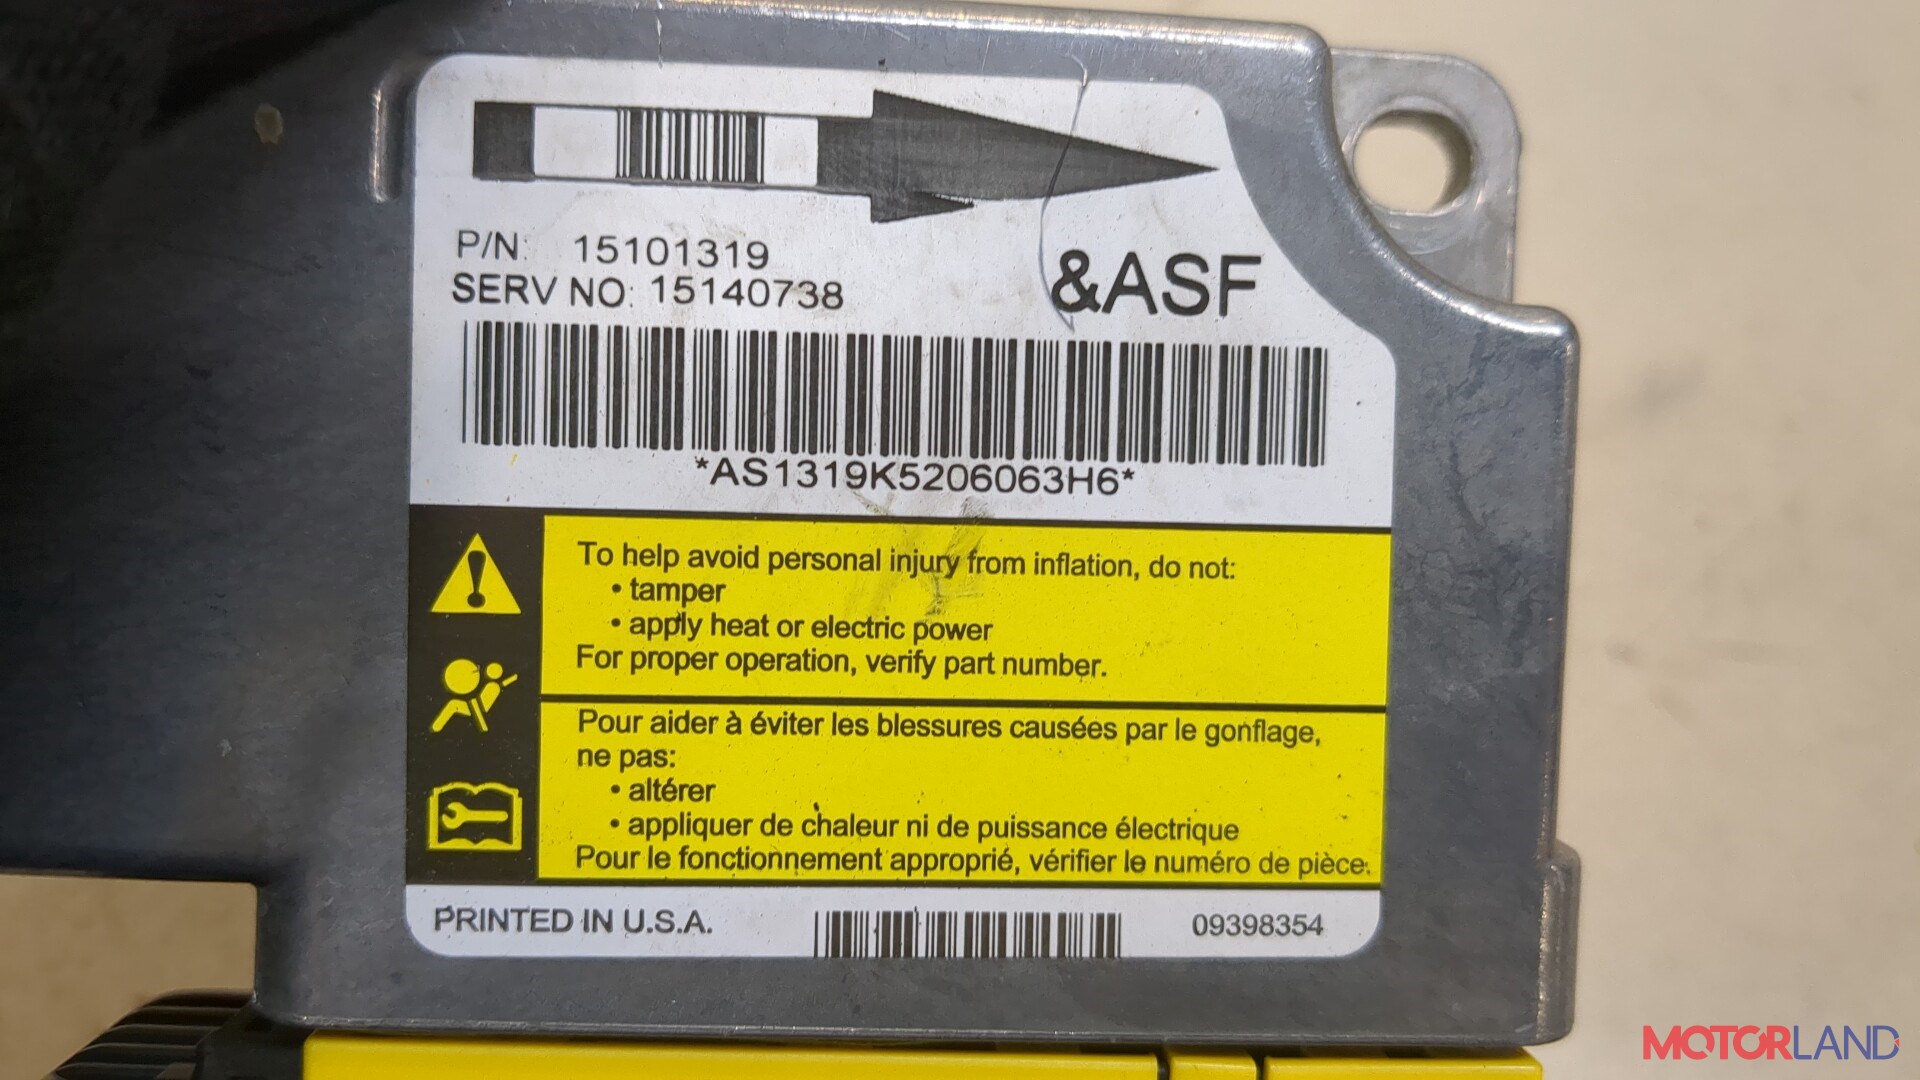 P/N: 15101319
SERV NO: 15140738
&ASF
*AS1319K5206063H6*
To help avoid personal injury from inflation, do not:
• tamper
• apply heat or electric power
For proper operation, verify part number.
Pour aider à éviter les blessures causées par le gonflage,
ne pas:
• altérer
• appliquer de chaleur ni de puissance électrique
Pour le fonctionnement approprié, vérifier le numéro de pièce.
PRINTED IN U.S.A.
09398354
MOTORLAND